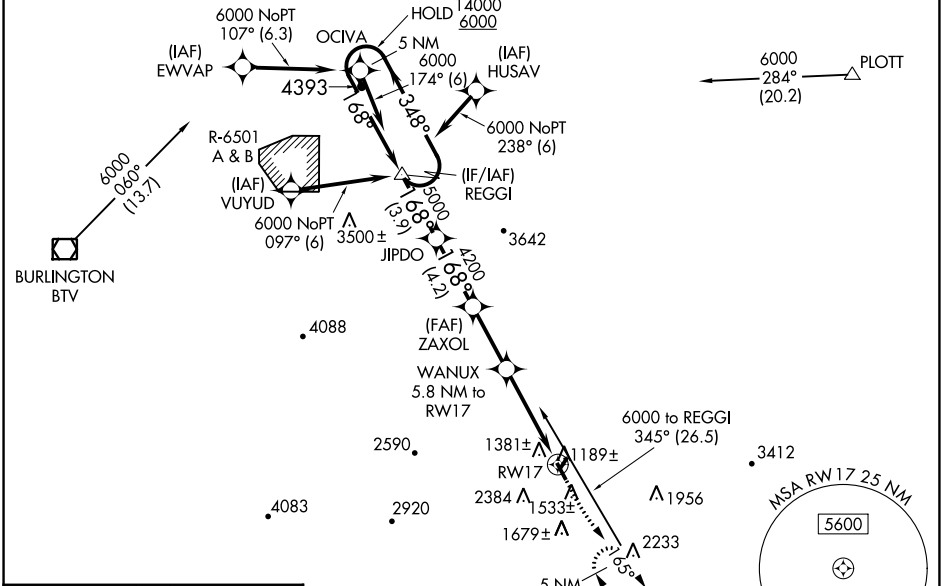 6000 NoPT
107° (6.3)
(IAF)
EWVAP
OCIVA
HOLD 14000
6000
5 NM
6000
174° (6)
(IAF)
HUSAV
4393
168°
348°
6000 NoPT
238° (6)
6000
284°
(20.2)
PLOTT
R-6501
A & B
(IAF)
VUYUD
6000 NoPT
097° (6)
6000
060°
(13.7)
(IF/IAF)
REGGI
5000
168°
(3.9)
3500±
JIPDO
3642
BURLINGTON
BTV
4200
168°
(4.2)
4088
(FAF)
ZAXOL
WANUX
5.8 NM to
RW17
6000 to REGGI
345° (26.5)
2590
1381±
1189±
RW17
3412
2384
1533±
1956
4083
2920
1679±
2233
165°
5 NM
MSA RW17 25 NM
5600